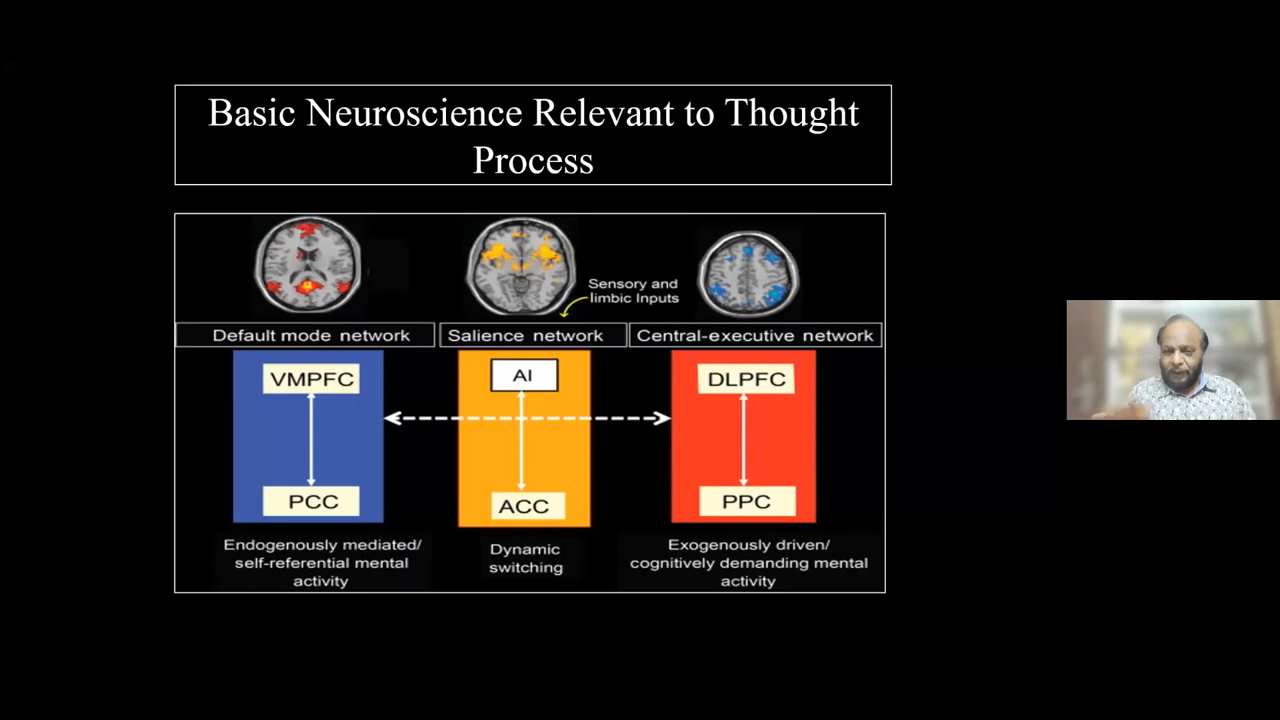 Basic Neuroscience Relevant to Thought
Process
Sensory and
limbic Inputs
Default mode network
Salience network
Central-executive network
VMPFC
AI
DLPFC
PCC
ACC
PPC
Endogenously mediated/
self-referential mental
activity
Dynamic
switching
Exogenously driven/
cognitively demanding mental
activity